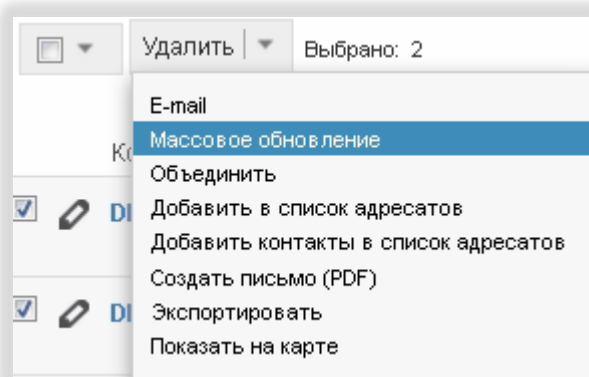 Удалить Выбрано: 2
E-mail
Массовое обновление
Объединить
Добавить в список адресатов
Добавить контакты в список адресатов
Создать письмо (PDF)
Экспортировать
Показать на карте